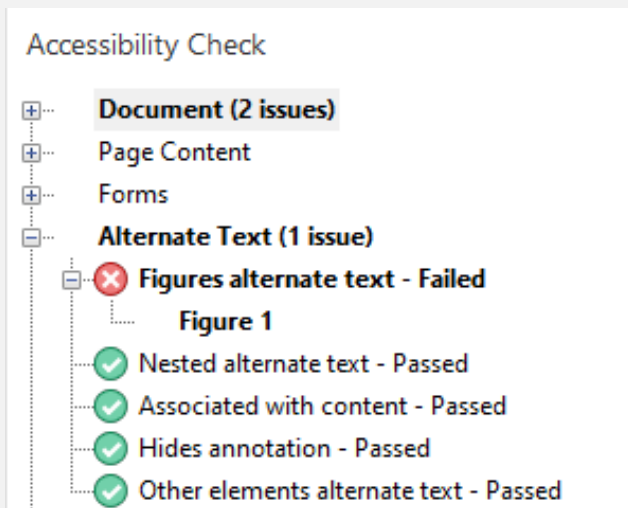 Accessibility Check
Document (2 issues)
Page Content
Forms
Alternate Text (1 issue)
Figures alternate text - Failed
Figure 1
Nested alternate text - Passed
Associated with content - Passed
Hides annotation - Passed
Other elements alternate text - Passed